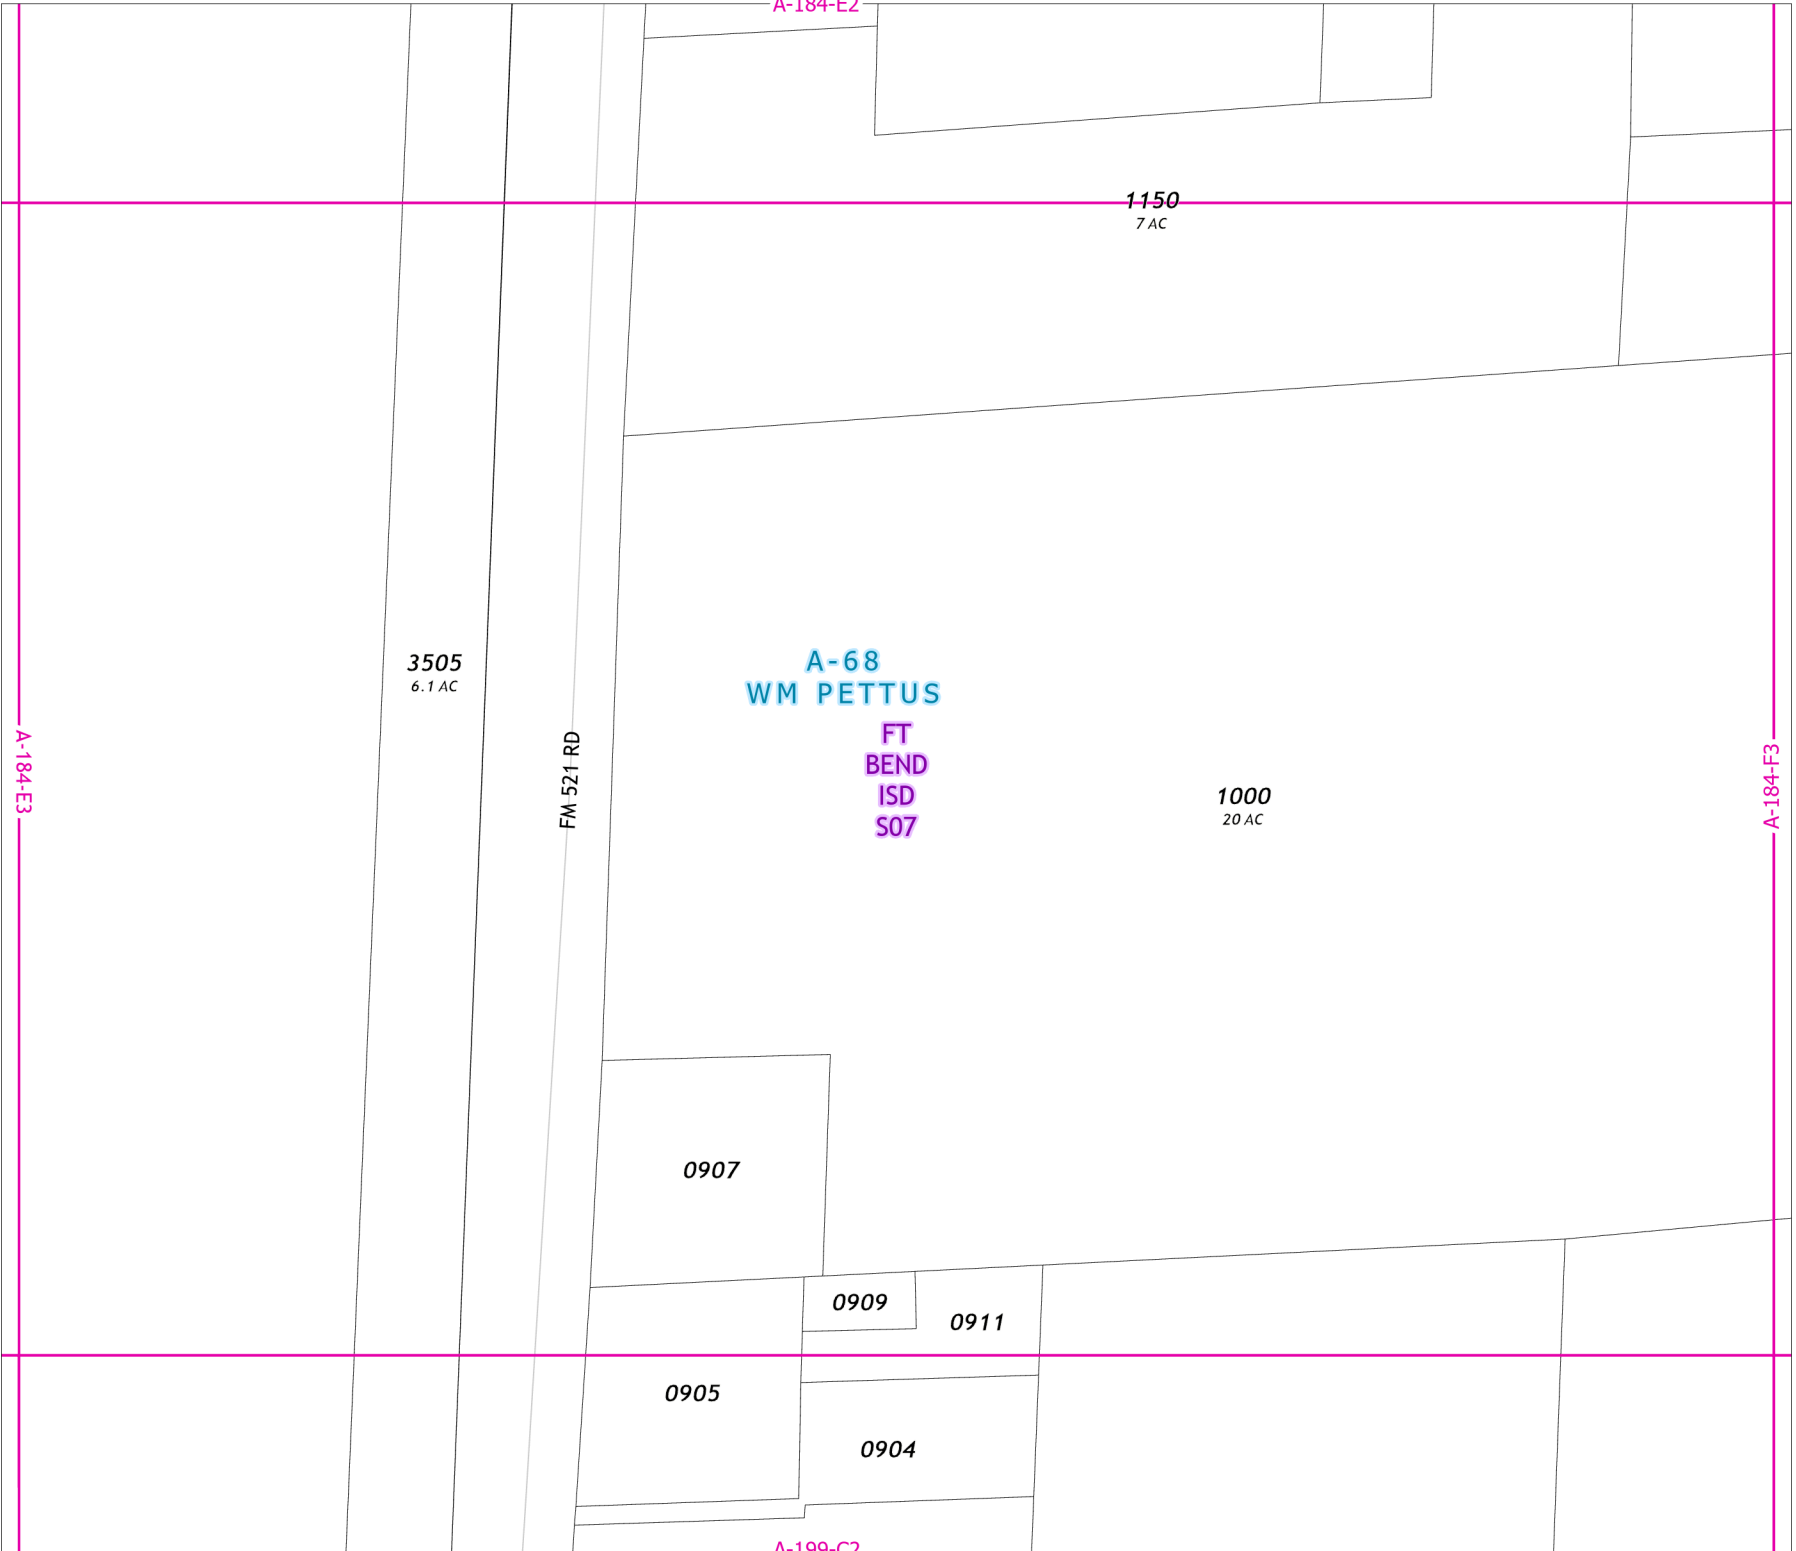 A-184-E2
1150
7 AC
3505
6.1 AC
A-68
WM PETTUS
FT
BEND
ISD
S07
A-184-E3
FM 521 RD
1000
20 AC
A-184-F3
0907
0909
0911
0905
0904
A-199-C2